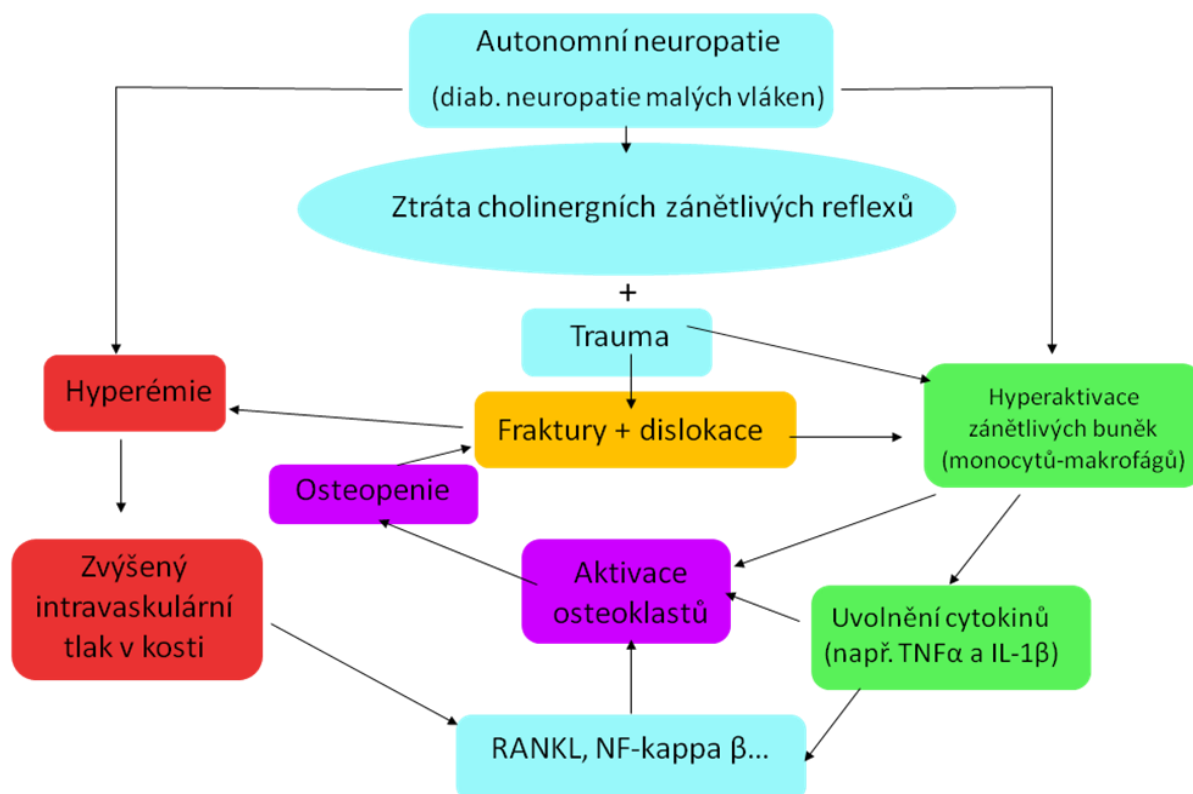 Autonomní neuropatie
(diab. neuropatie malých vláken)
Ztráta cholinergních zánětlivých reflexů
+
Trauma
Hyperémie
Fraktury + dislokace
Hyperaktivace
zánětlivých buněk
(monocytů-makrofágů)
Osteopenie
Zvýšený
intravaskulární
tlak v kosti
Aktivace
osteoklastů
Uvolnění cytokinů
(např. TNFα a IL-1β)
RANKL, NF-kappa β...